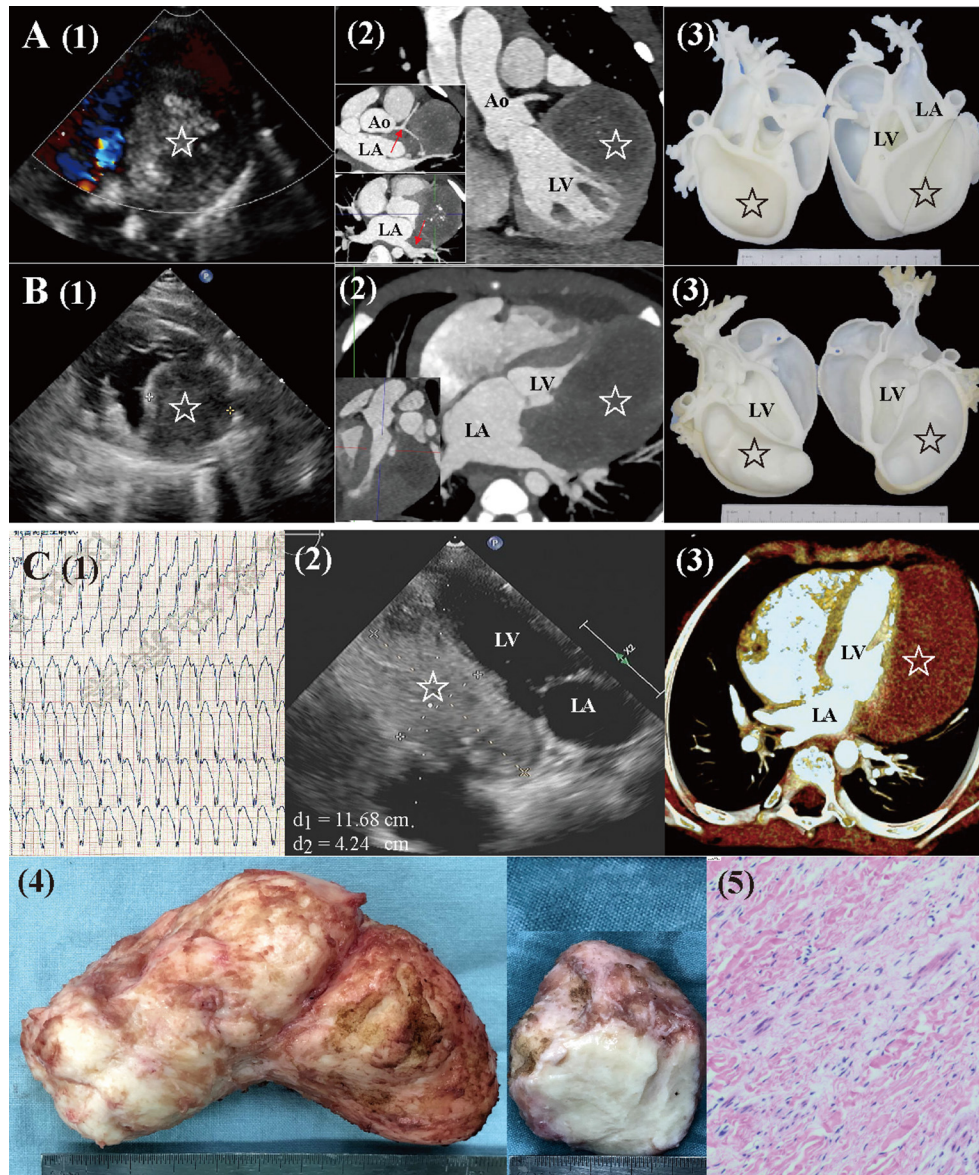 A (1)
(2)
Ao
Ao
LA
LV
LA
(3)
LA
LV
B (1)
P
(2)
LV
LA
(3)
LV
LV
C (1)
(2)
P
LV
X2
LA
d1 = 11.68 cm.
d2 = 4.24 cm
(3)
LV
LA
(4)
(5)